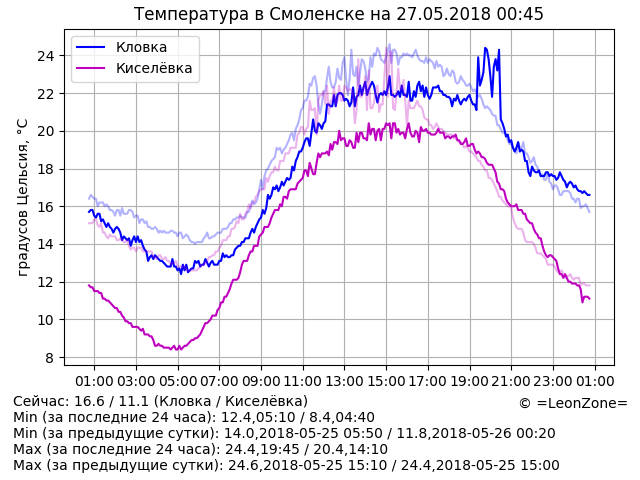 Температура в Смоленске на 27.05.2018 00:45
Кловка
Киселёвка
градусов Цельсия, °C
24
22
20
18
16
14
12
10
8
01:00 03:00 05:00 07:00 09:00 11:00 13:00 15:00 17:00 19:00 21:00 23:00 01:00
Сейчас: 16.6 / 11.1 (Кловка / Киселёвка)
© =LeonZone=
Min (за последние 24 часа): 12.4,05:10 / 8.4,04:40
Min (за предыдущие сутки): 14.0,2018-05-25 05:50 / 11.8,2018-05-26 00:20
Max (за последние 24 часа): 24.4,19:45 / 20.4,14:10
Max (за предыдущие сутки): 24.6,2018-05-25 15:10 / 24.4,2018-05-25 15:00